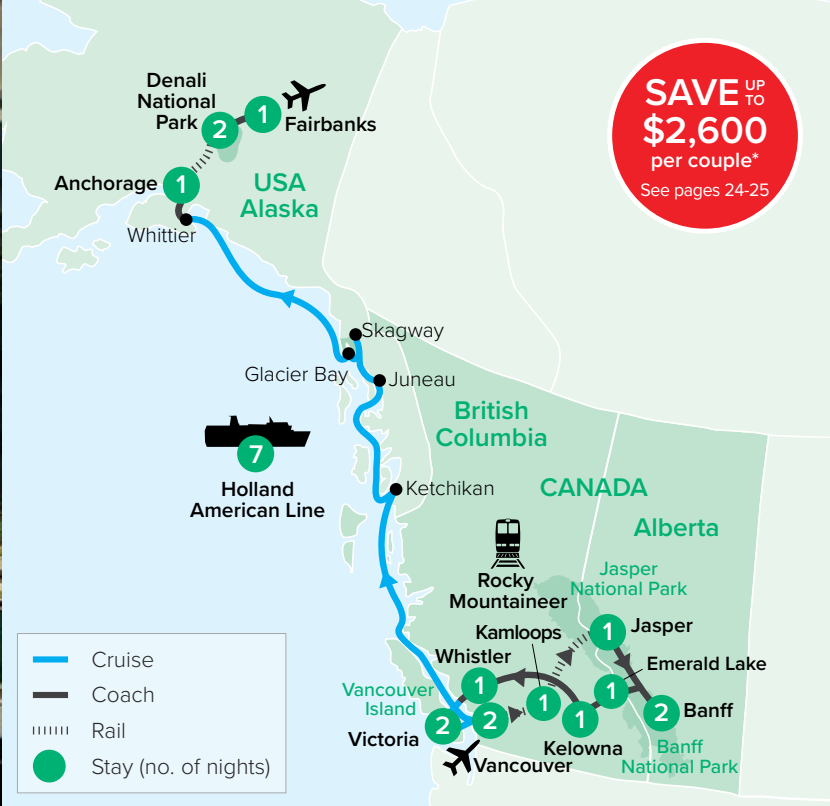 Denali
National
Park
2
1
Fairbanks
SAVE UP TO
$2,600
per couple*
See pages 24-25
Anchorage
1
USA
Alaska
Whittier
Skagway
Glacier Bay
Juneau
British
Columbia
7
Holland
American Line
Ketchikan
CANADA
Alberta
Rocky
Mountaineer
Jasper
National Park
Kamloops
1
Jasper
Whistler
1
Emerald Lake
1
Vancouver
Island
2
Victoria
2
Vancouver
1
1
Kelowna
2
Banff
Banff
National Park
Cruise
Coach
Rail
Stay (no. of nights)